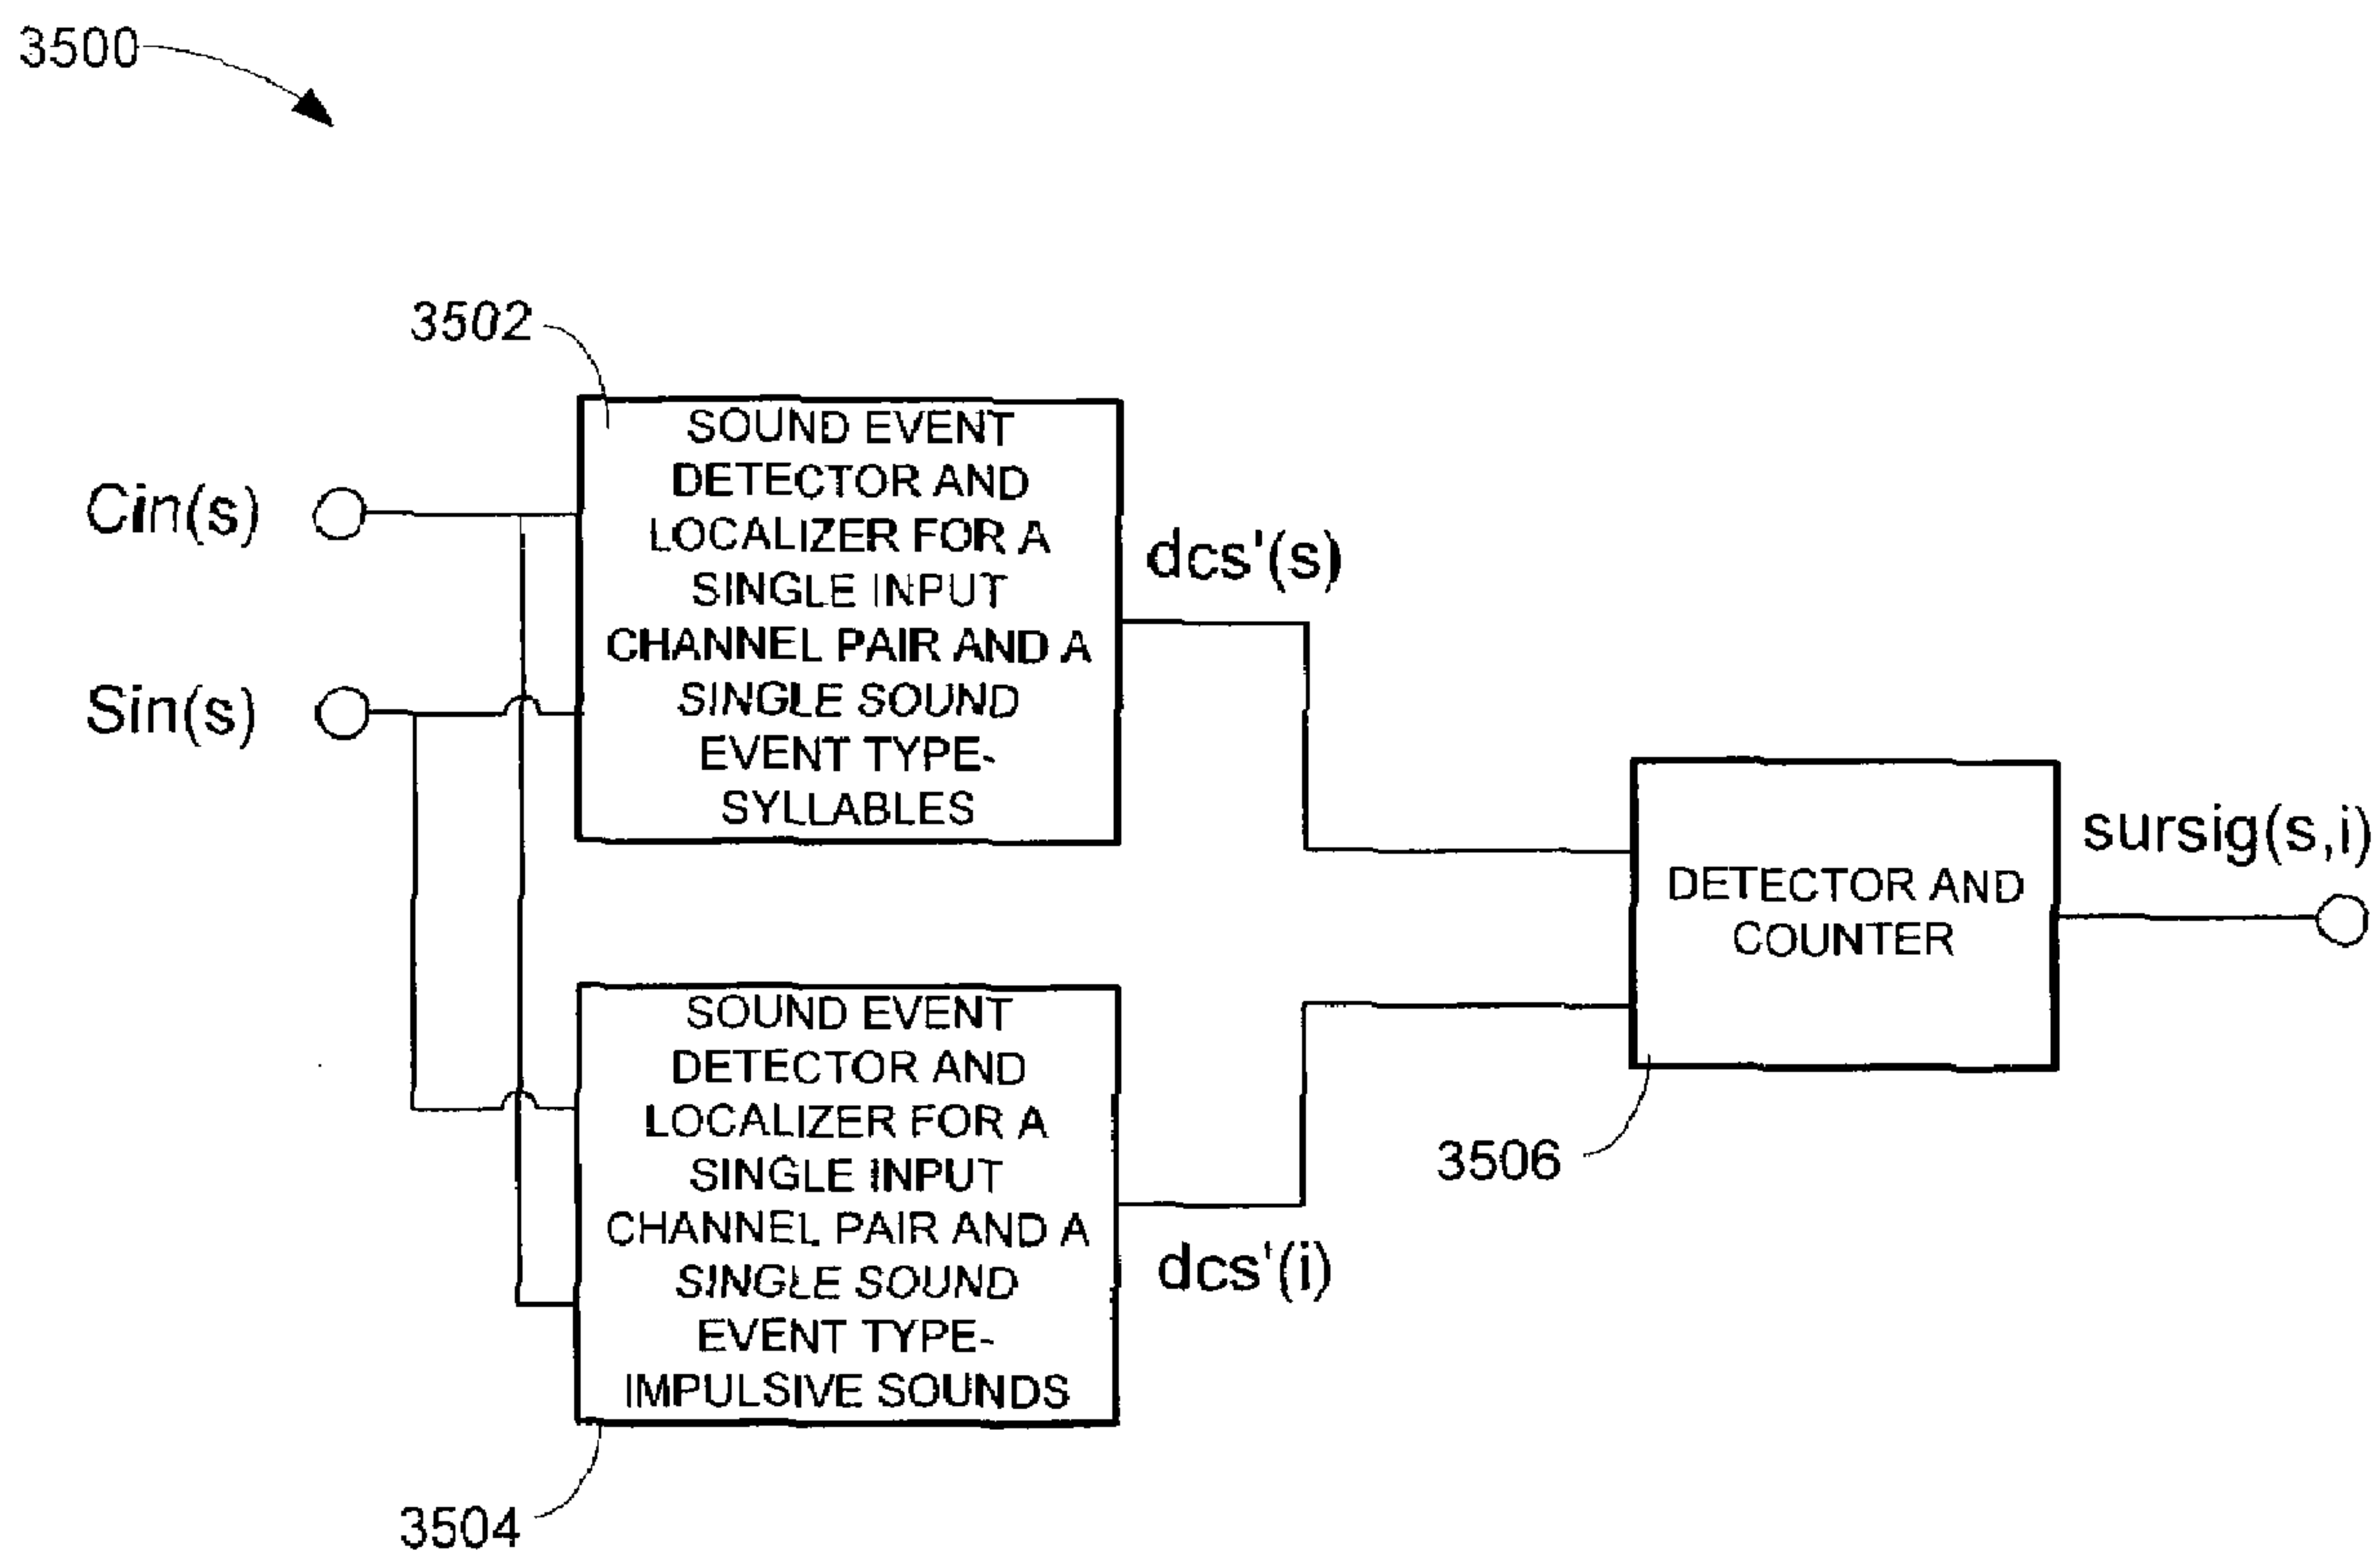 3500
3502
SOUND EVENT
DETECTOR AND
LOCALIZER FOR A
SINGLE INPUT
CHANNEL PAIR AND A
SINGLE SOUND
EVENT TYPE-
SYLLABLES
Cin(s)
Sin(s)
dcs'(s)
DETECTOR AND
COUNTER
sursig(s,i)
3506
SOUND EVENT
DETECTOR AND
LOCALIZER FOR A
SINGLE INPUT
CHANNEL PAIR AND A
SINGLE SOUND
EVENT TYPE-
IMPULSIVE SOUNDS
dcs'(i)
3504